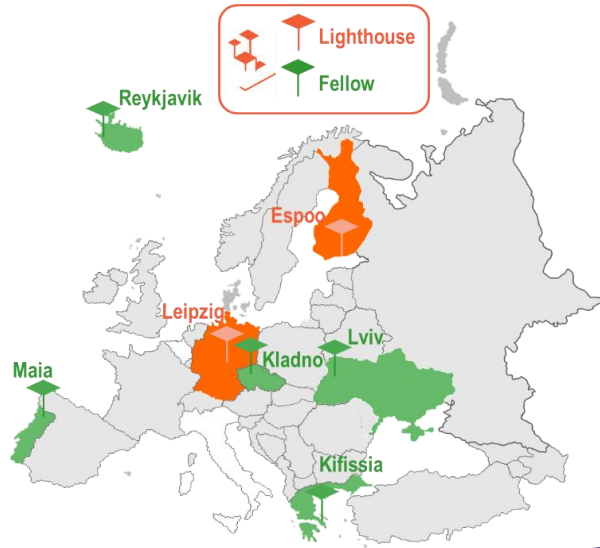 Lighthouse
Fellow
Reykjavik
Espoo
Leipzig
Lviv
Kladno
Maia
Kifissia